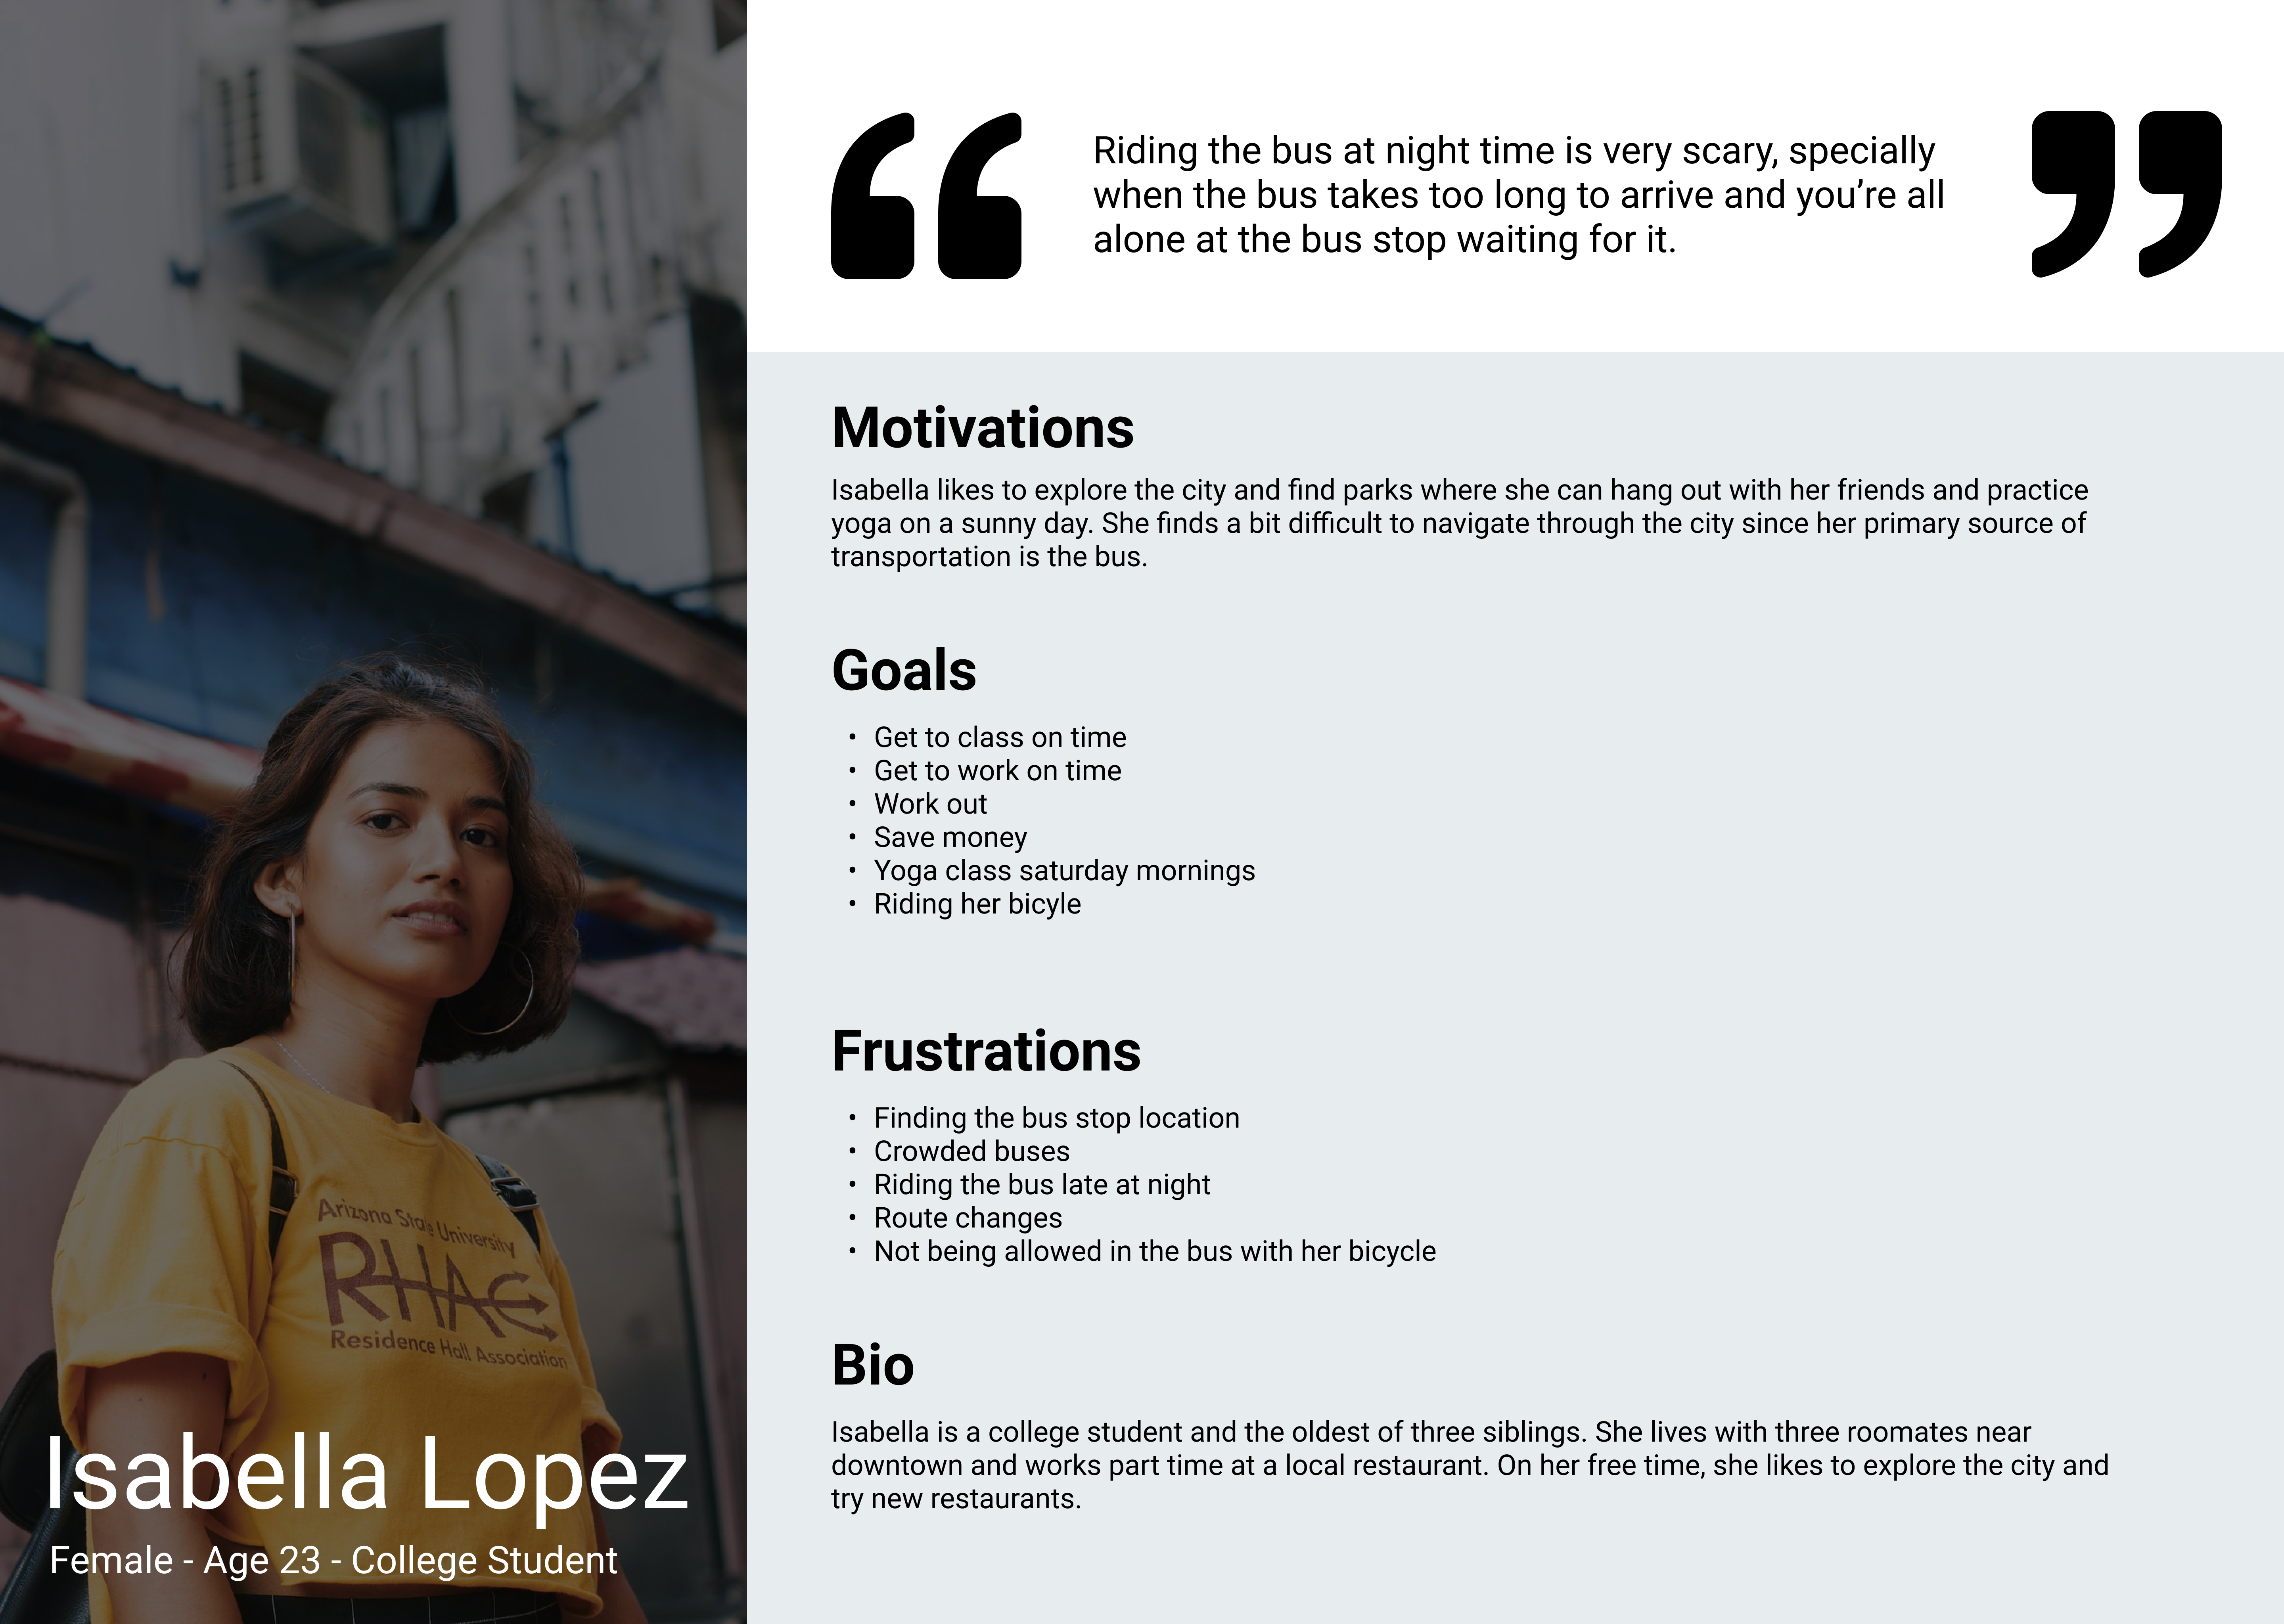 Riding the bus at night time is very scary, specially
when the bus takes too long to arrive and you’re all
alone at the bus stop waiting for it.
Motivations
Isabella likes to explore the city and find parks where she can hang out with her friends and practice
yoga on a sunny day. She finds a bit difficult to navigate through the city since her primary source of
transportation is the bus.
Goals
• Get to class on time
• Get to work on time
• Work out
• Save money
• Yoga class saturday mornings
• Riding her bicyle
Frustrations
• Finding the bus stop location
• Crowded buses
• Riding the bus late at night
• Route changes
• Not being allowed in the bus with her bicycle
Bio
Isabella is a college student and the oldest of three siblings. She lives with three roomates near
downtown and works part time at a local restaurant. On her free time, she likes to explore the city and
try new restaurants.
Arizona State University
RHA
Residence Hall Association
Isabella Lopez
Female - Age 23 - College Student